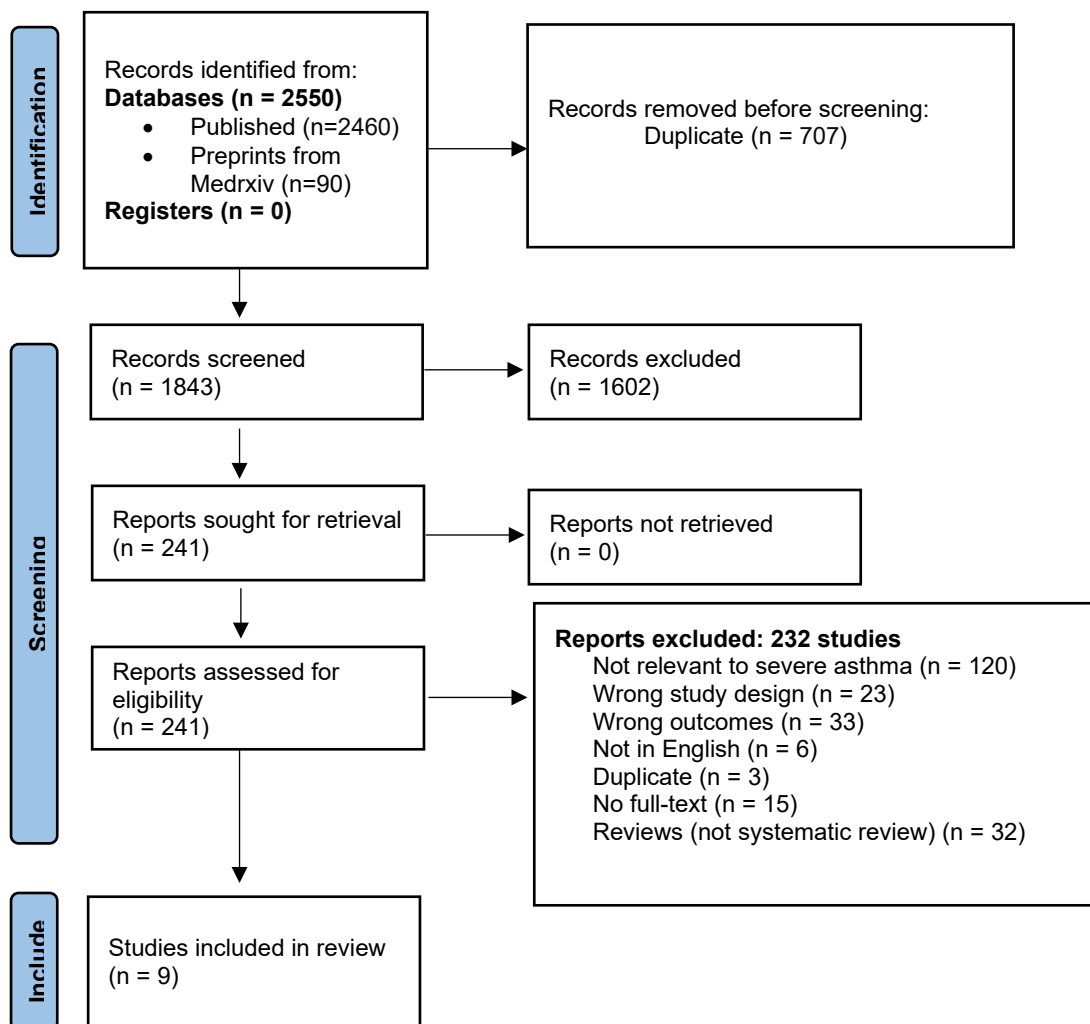 Identification
Records identified from:
Databases (n = 2550)
• Published (n=2460)
• Preprints from
Medrxiv (n=90)
Registers (n = 0)
Records removed before screening:
Duplicate (n = 707)
Screening
Records screened
(n = 1843)
Records excluded
(n = 1602)
Reports sought for retrieval
(n = 241)
Reports not retrieved
(n = 0)
Reports assessed for
eligibility
(n = 241)
Reports excluded: 232 studies
Not relevant to severe asthma (n = 120)
Wrong study design (n = 23)
Wrong outcomes (n = 33)
Not in English (n = 6)
Duplicate (n = 3)
No full-text (n = 15)
Reviews (not systematic review) (n = 32)
Include
Studies included in review
(n = 9)